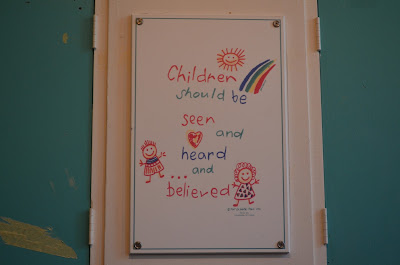 Children
should be
seen
and
heard
and
... believed